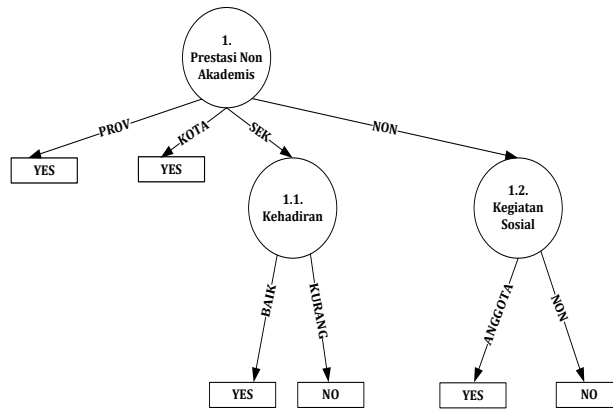 1.
Prestasi Non
Akademis
PROV
KOTA
SEK
NON
YES
YES
1.1.
Kehadiran
1.2.
Kegiatan
Sosial
BAIK
KURANG
ANGGOTA
NON
YES
NO
YES
NO